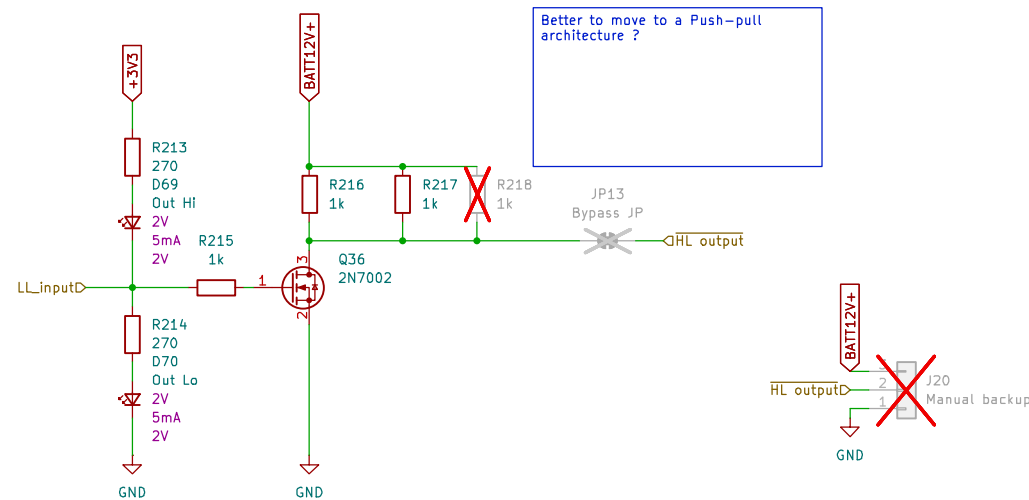 Better to move to a Push-pull
architecture ?
+3V3
BATT12V+
R213
270
D69
Out Hi
2V
5mA
2V
R216
1k
R217
1k
R218
1k
JP13
Bypass JP
HL output
R215
1k
Q36
2N7002
3
1
2
LL_input
R214
270
D70
Out Lo
2V
5mA
2V
GND
GND
BATT12V+
HL output
3
2
1
J20
Manual backup
GND